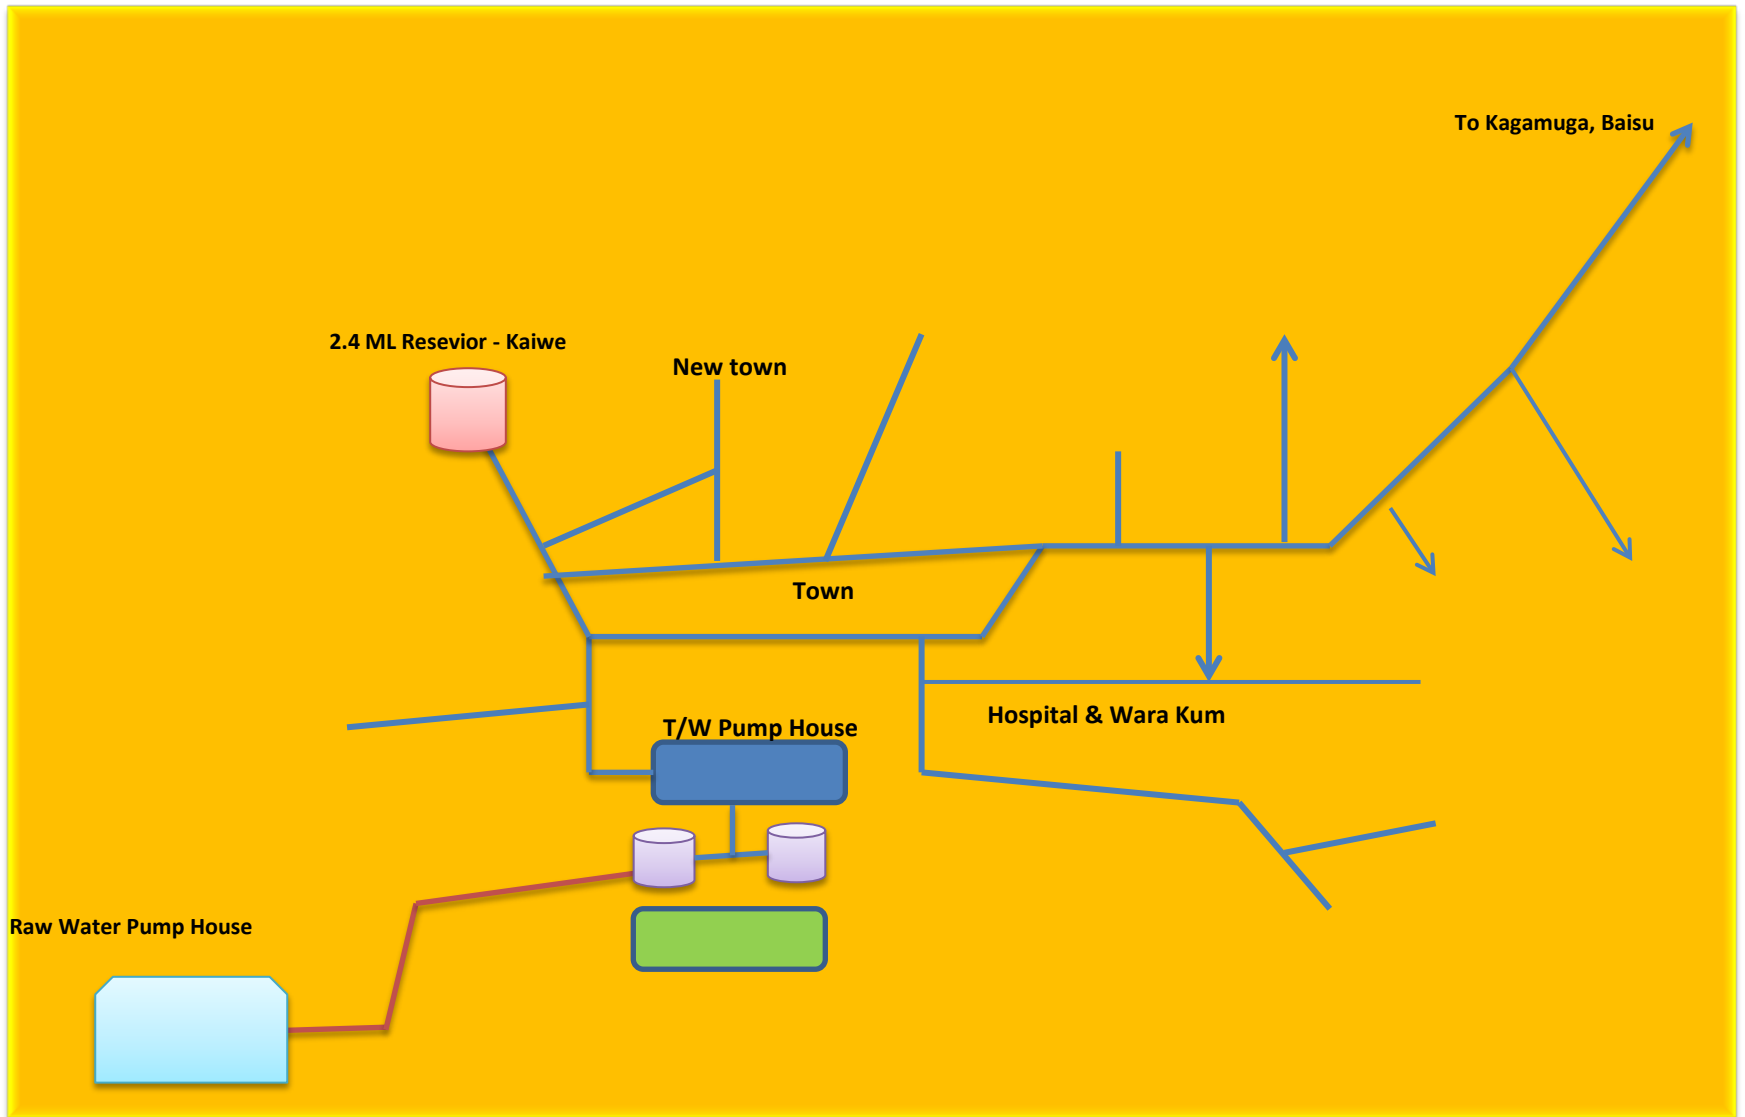 To Kagamuga, Baisu
2.4 ML Resevior - Kaiwe
New town
Town
Hospital & Wara Kum
T/W Pump House
Raw Water Pump House